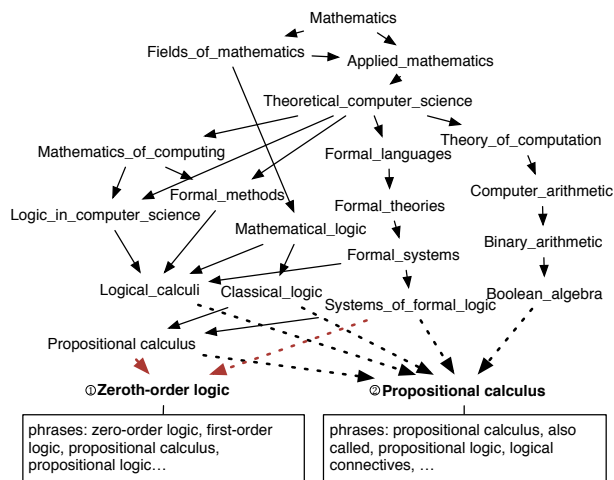 Mathematics
Fields_of_mathematics
Applied_mathematics
Theoretical_computer_science
Theory_of_computation
Mathematics_of_computing
Formal_languages
Formal_methods
Computer_arithmetic
Logic_in_computer_science
Formal_theories
Mathematical_logic
Binary_arithmetic
Formal_systems
Logical_calculi
Classical_logic
Boolean_algebra
Systems_of_formal_logic
Propositional calculus
①Zeroth-order logic
②Propositional calculus
phrases: zero-order logic, first-order
logic, propositional calculus,
propositional logic…
phrases: propositional calculus, also
called, propositional logic, logical
connectives, …